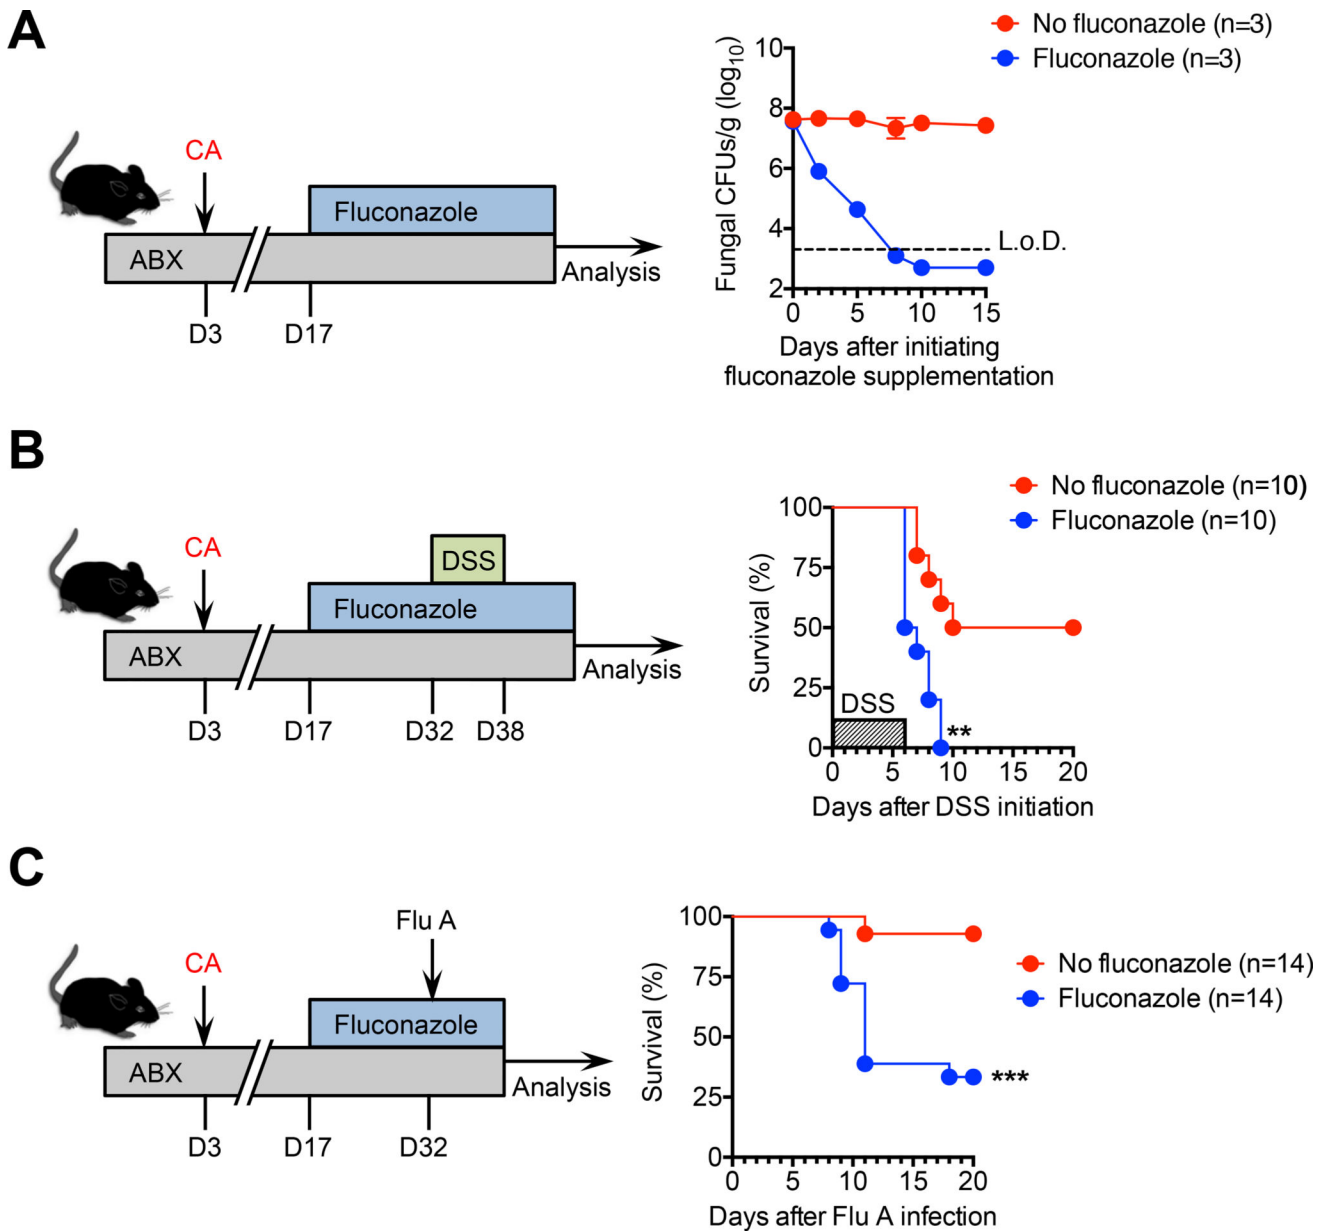 A
CA
Fluconazole
ABX
Analysis
D3
D17
No fluconazole (n=3)
Fluconazole (n=3)
Fungal CFUs/g (log10)
10
8
6
4
2
L.o.D.
0
5
10
15
Days after initiating
fluconazole supplementation
B
CA
DSS
Fluconazole
ABX
Analysis
D3
D17
D32
D38
No fluconazole (n=10)
Fluconazole (n=10)
Survival (%)
100
75
50
25
0
DSS
**
0
5
10
15
20
Days after DSS initiation
C
Flu A
CA
Fluconazole
ABX
Analysis
D3
D17
D32
Survival (%)
100
75
50
25
0
No fluconazole (n=14)
Fluconazole (n=14)
***
0
5
10
15
20
Days after Flu A infection